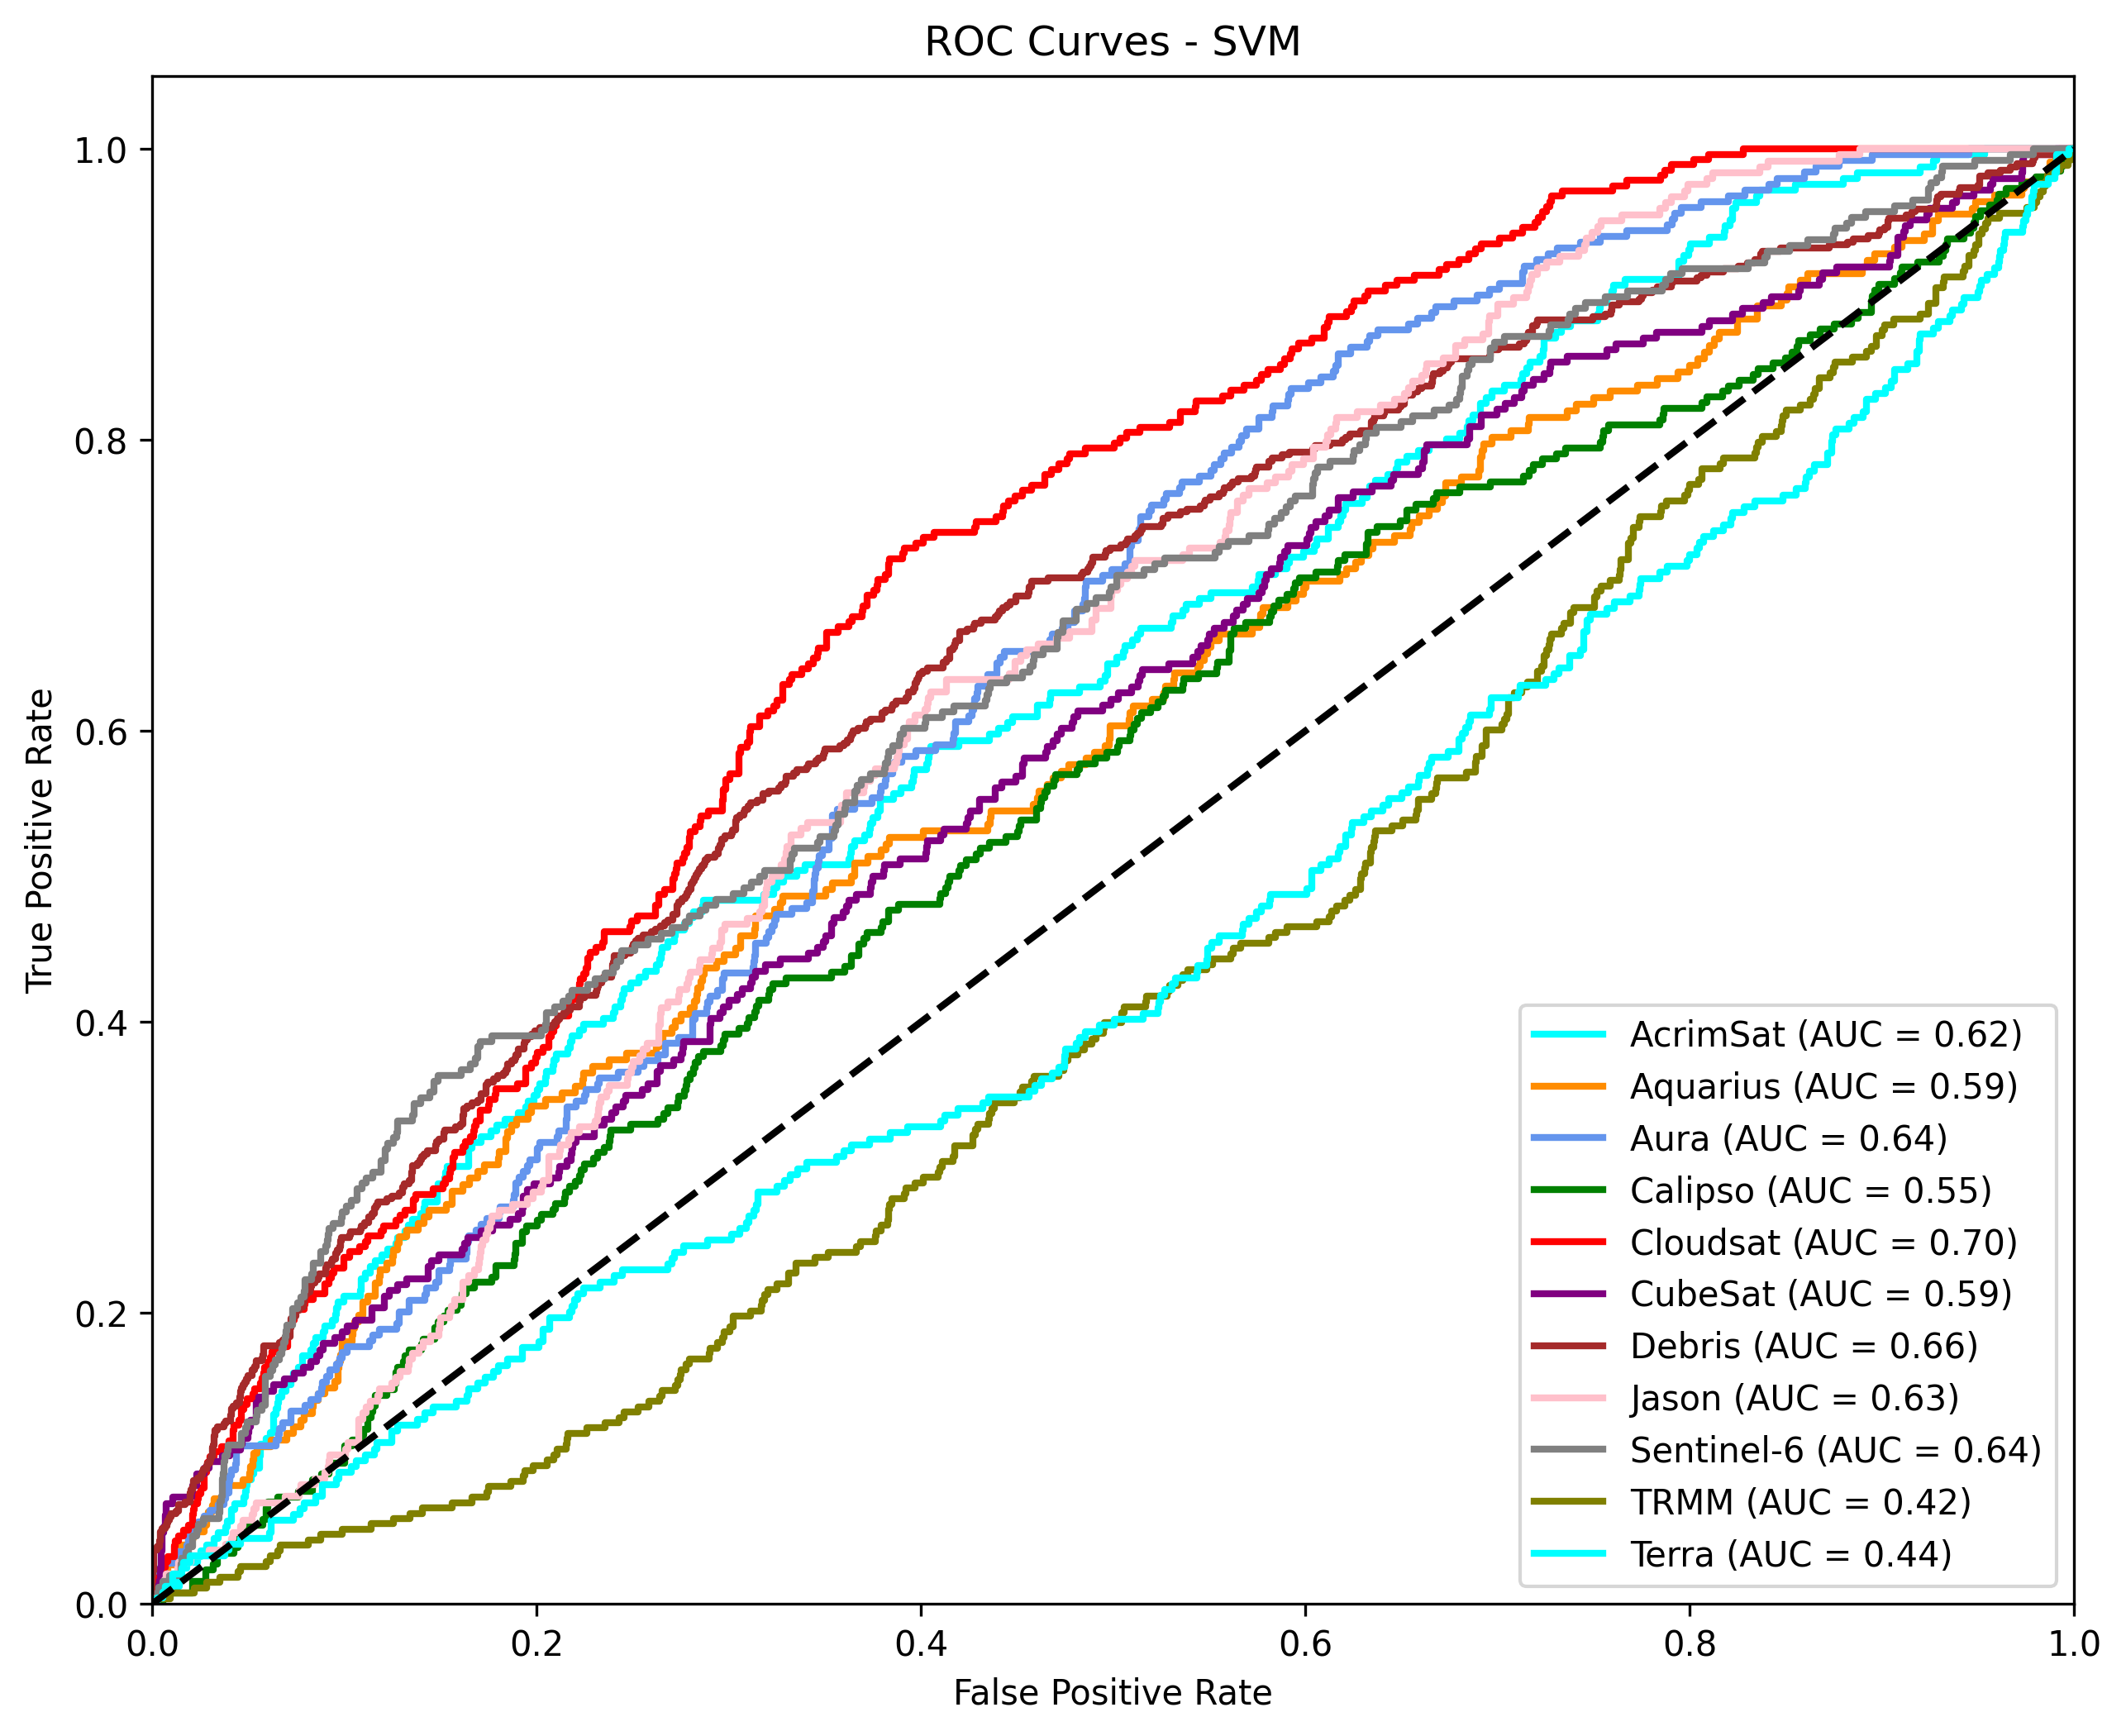 ROC Curves - SVM
True Positive Rate
1.0
0.8
0.6
0.4
0.2
0.0
AcrimSat (AUC = 0.62)
Aquarius (AUC = 0.59)
Aura (AUC = 0.64)
Calipso (AUC = 0.55)
Cloudsat (AUC = 0.70)
CubeSat (AUC = 0.59)
Debris (AUC = 0.66)
Jason (AUC = 0.63)
Sentinel-6 (AUC = 0.64)
TRMM (AUC = 0.42)
Terra (AUC = 0.44)
0.0 0.2 0.4 0.6 0.8 1.0
False Positive Rate